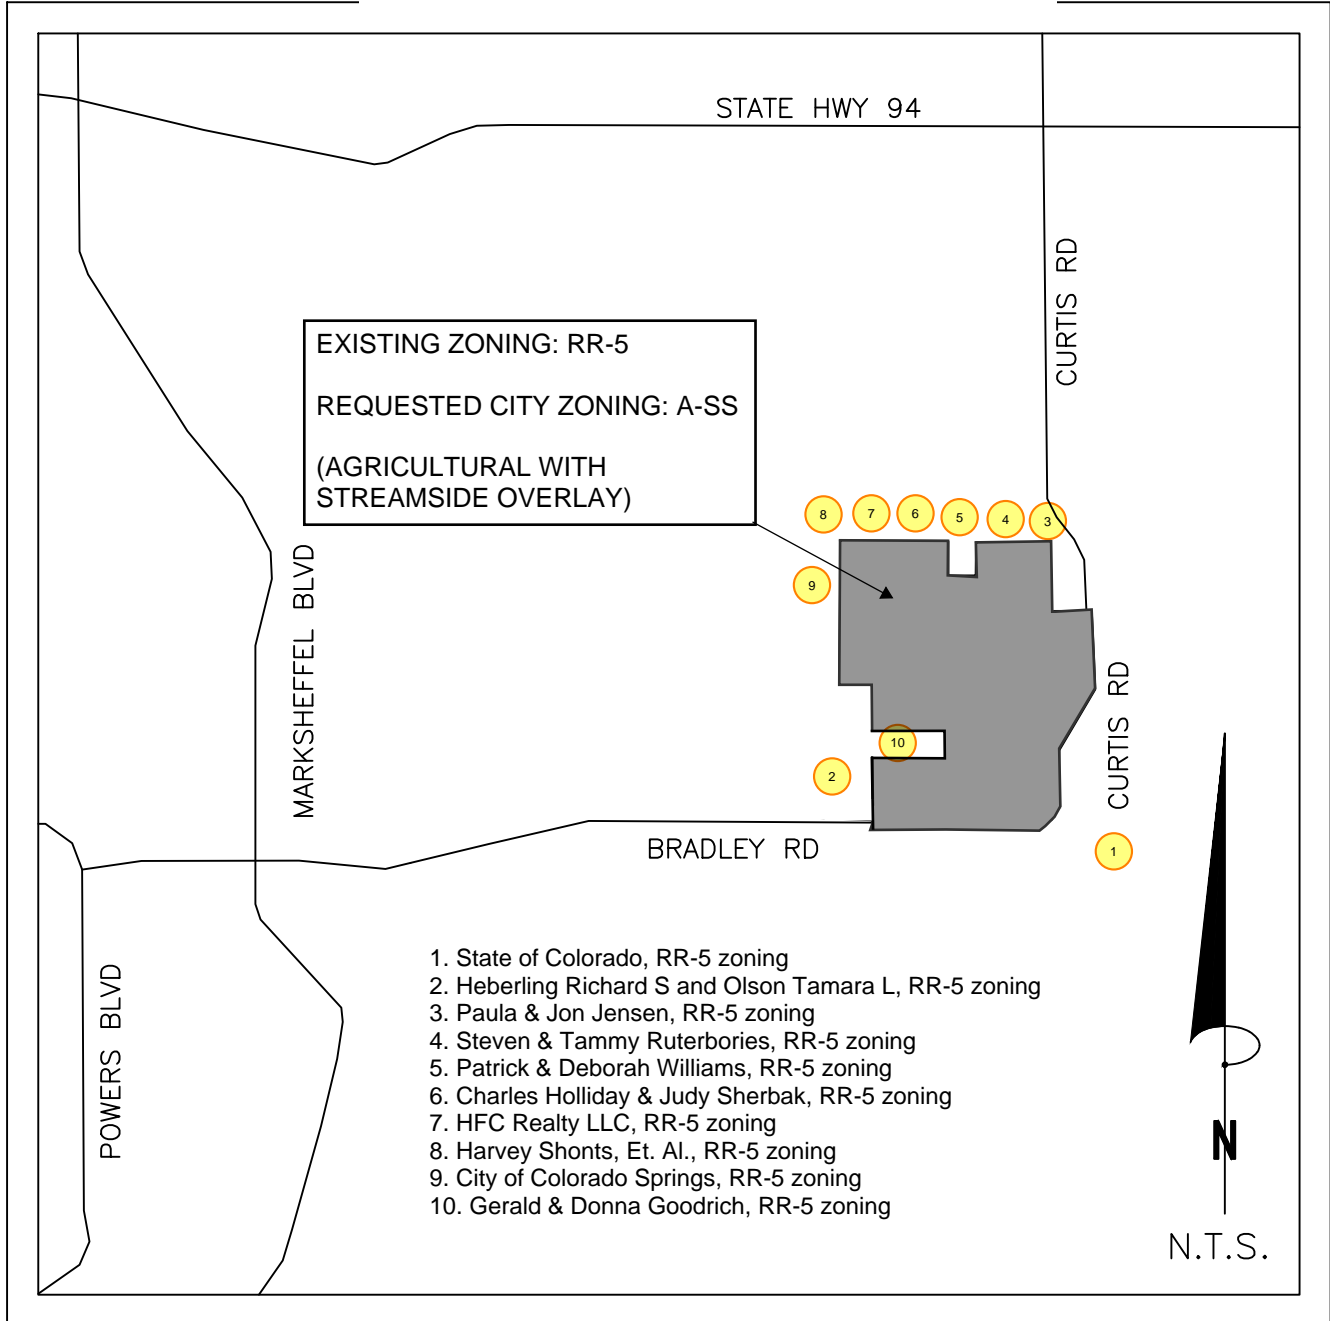 STATE HWY 94
CURTIS RD
EXISTING ZONING: RR-5
REQUESTED CITY ZONING: A-SS
(AGRICULTURAL WITH
STREAMSIDE OVERLAY)
8
7
6
5
4
3
9
MARKSHEFFEL BLVD
10
2
CURTIS RD
BRADLEY RD
1
POWERS BLVD
1. State of Colorado, RR-5 zoning
2. Heberling Richard S and Olson Tamara L, RR-5 zoning
3. Paula & Jon Jensen, RR-5 zoning
4. Steven & Tammy Ruterbories, RR-5 zoning
5. Patrick & Deborah Williams, RR-5 zoning
6. Charles Holliday & Judy Sherbak, RR-5 zoning
7. HFC Realty LLC, RR-5 zoning
8. Harvey Shonts, Et. Al., RR-5 zoning
9. City of Colorado Springs, RR-5 zoning
10. Gerald & Donna Goodrich, RR-5 zoning
N
N.T.S.